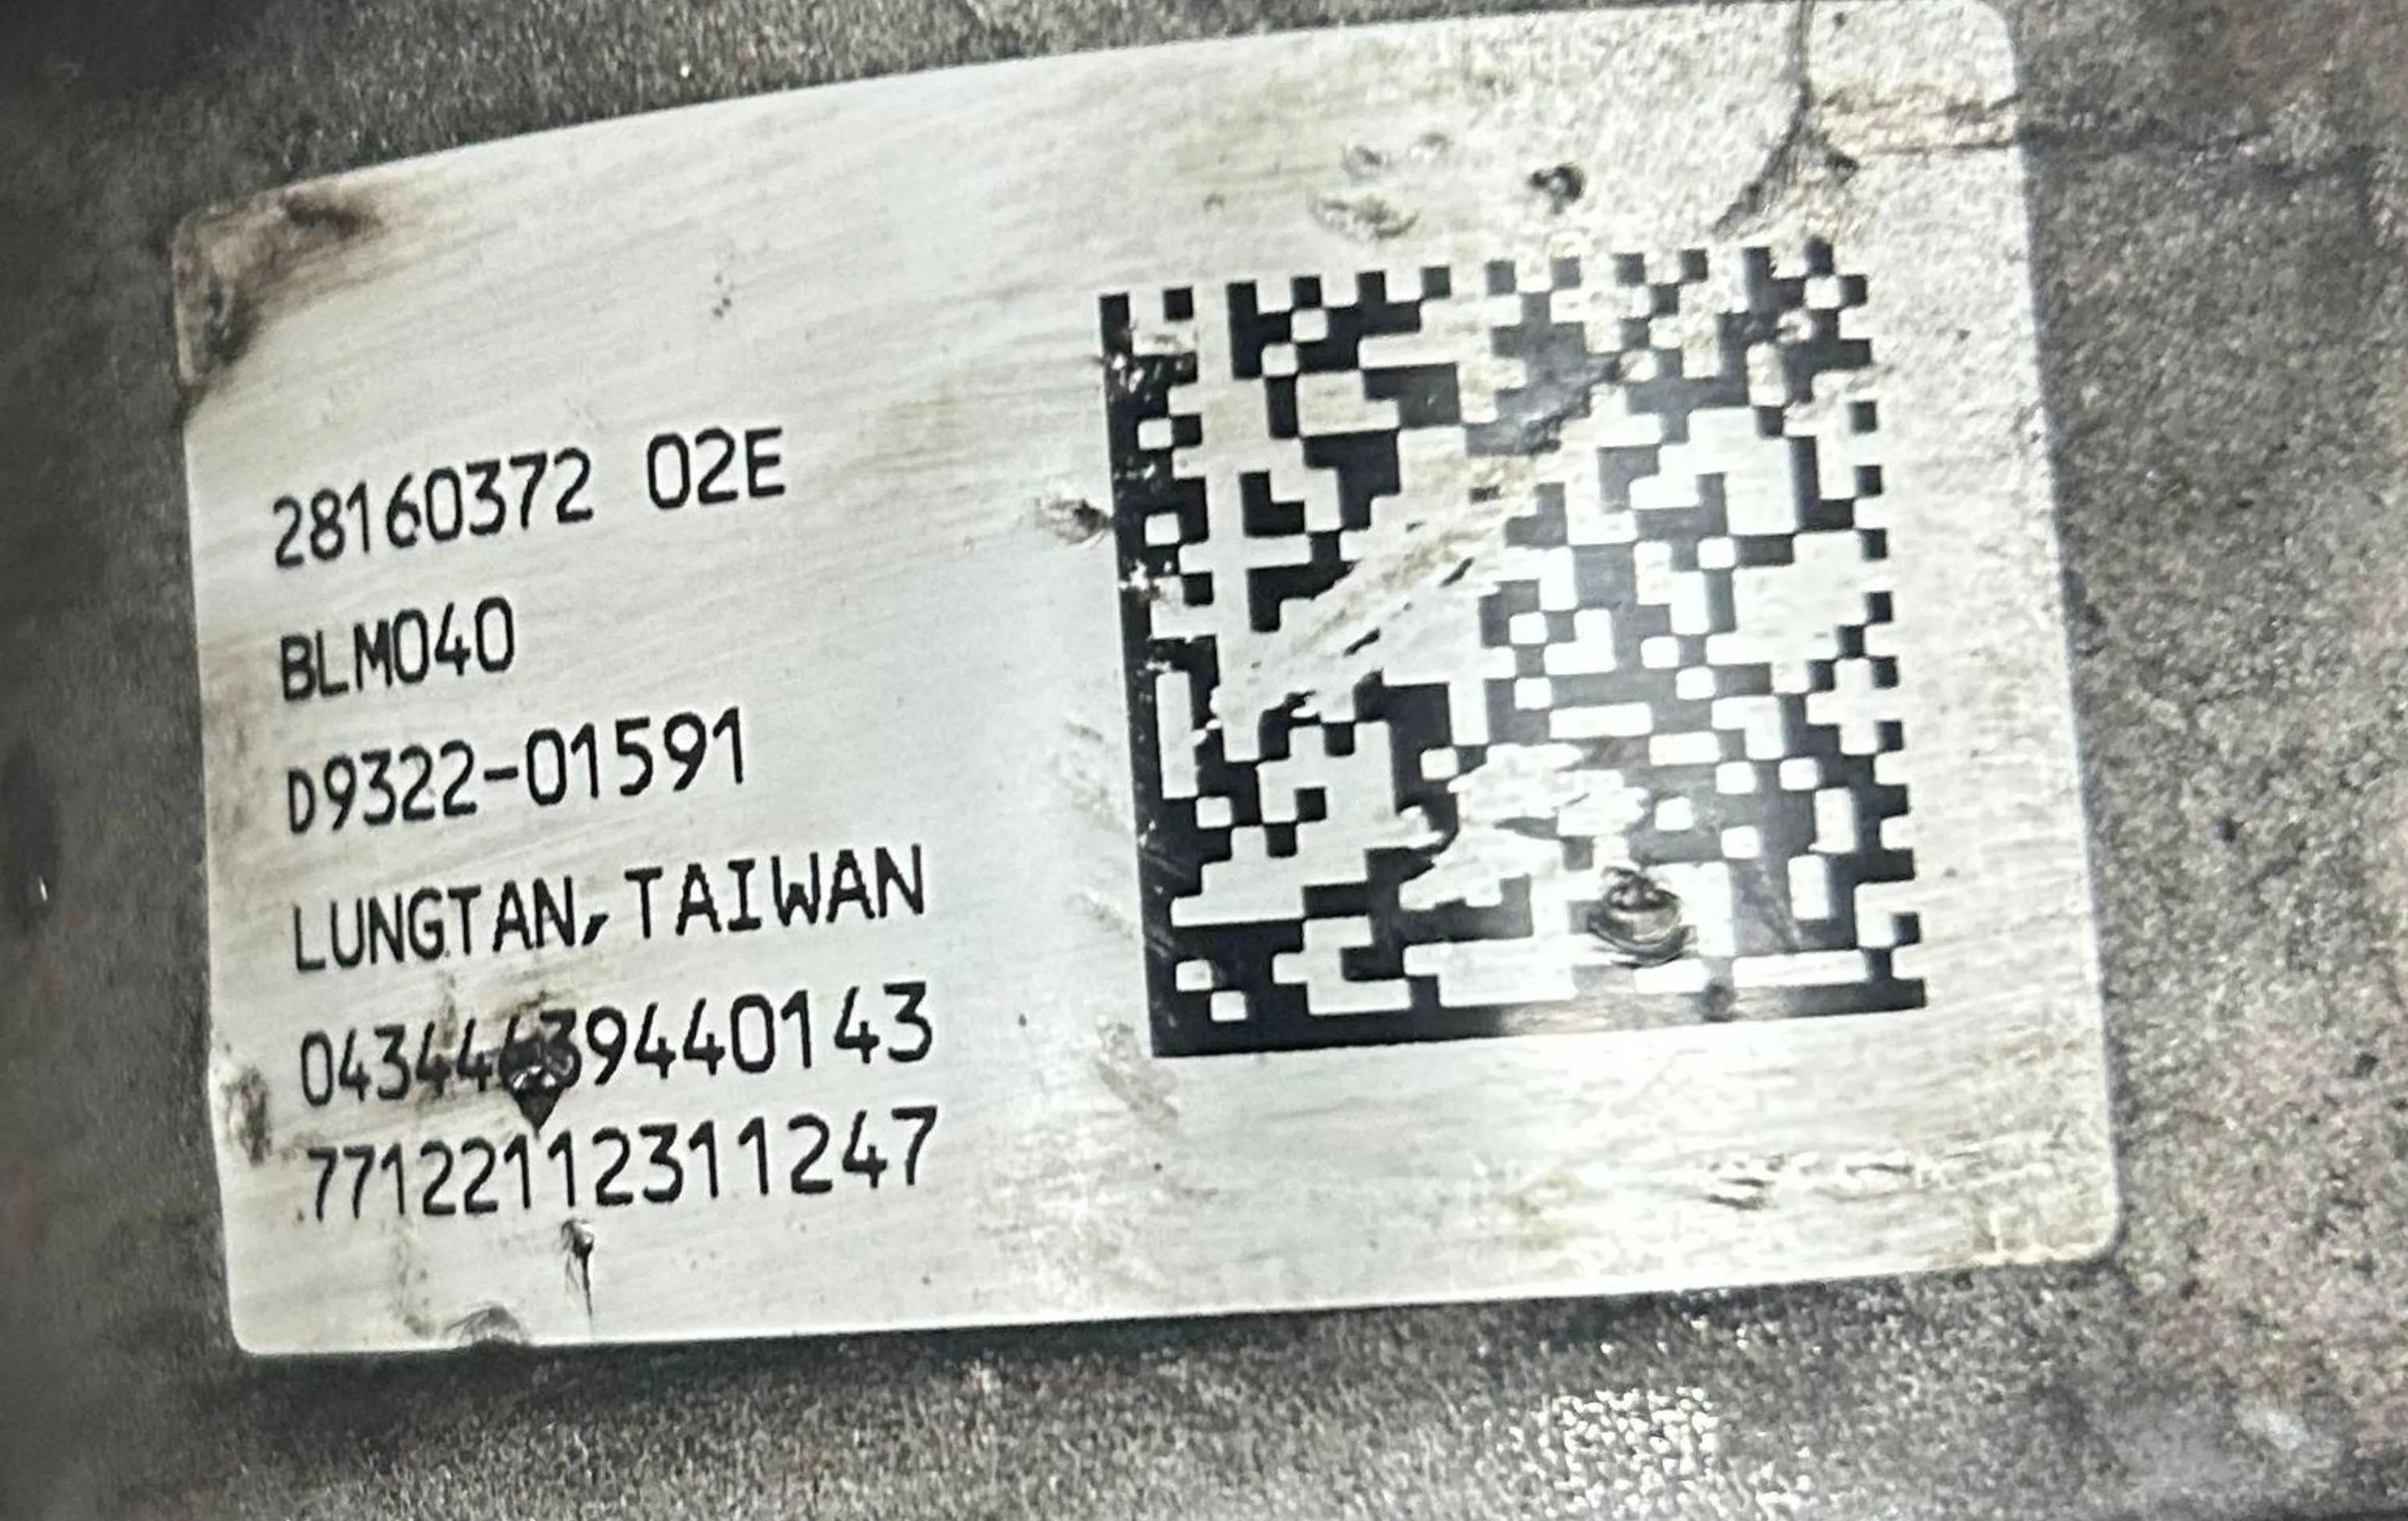 28160372 02E
BLM040
D9322-01591
LUNGTAN, TAIWAN
77122112311247